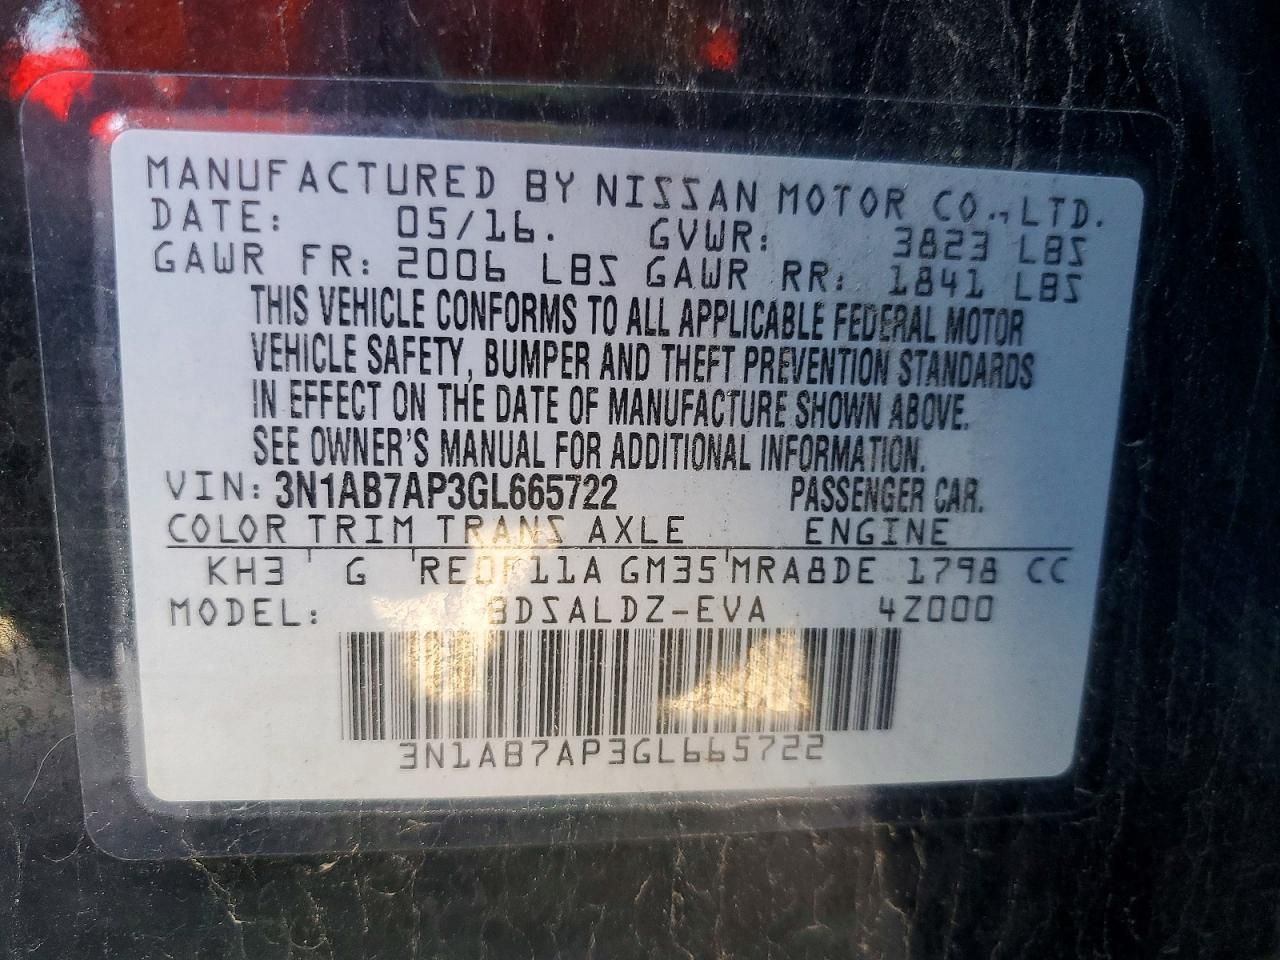 MANUFACTURED BY NISSAN MOTOR CO., LTD.
DATE: 05/16. GVWR: 3823 LBS
GAWR FR: 2006 LBS GAWR RR: 1841 LBS
THIS VEHICLE CONFORMS TO ALL APPLICABLE FEDERAL MOTOR
VEHICLE SAFETY, BUMPER AND THEFT PREVENTION STANDARDS
IN EFFECT ON THE DATE OF MANUFACTURE SHOWN ABOVE.
SEE OWNER'S MANUAL FOR ADDITIONAL INFORMATION.
VIN: 3N1AB7AP3GL665722 PASSENGER CAR.
COLOR TRIM TRANS AXLE ENGINE
KH3 G RE0F11A GM35 MRA8DE 1798 CC
MODEL: BDSALDZ-EVA 4Z000
3N1AB7AP3GL665722